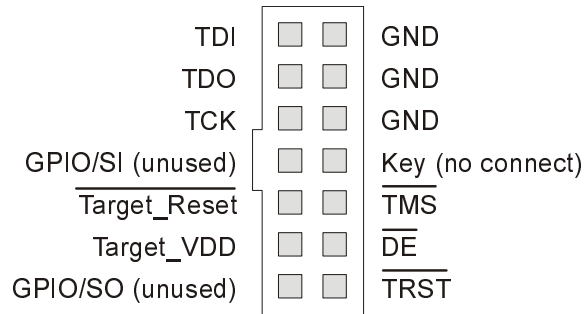 TDI GND
TDO GND
TCK GND
GPIO/SI (unused) Key (no connect)
Target_Reset TMS
Target_VDD DE
GPIO/SO (unused) TRST